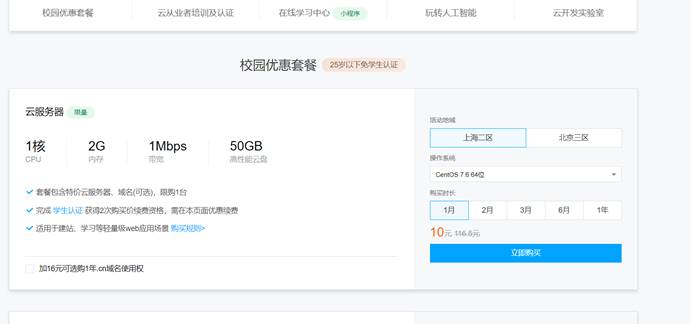 校园优惠套餐 云从业者培训及认证 在线学习中心 小程序 玩转人工智能 云开发实验室
校园优惠套餐 25岁以下免学生认证
云服务器 限量
1核 2G 1Mbps 50GB
CPU 内存 带宽 高性能云盘
套餐包含特价云服务器、域名(可选)，限购1台
完成 学生认证 获得2次购买价续费资格，需在本页面优惠续费
适用于建站、学习等轻量级web应用场景 购买规则>
加16元可选购1年.cn域名使用权
活动地域
上海二区 北京三区
操作系统
CentOS 7.6 64位
购买时长
1月 2月 3月 6月 1年
10元 116.5元
立即购买